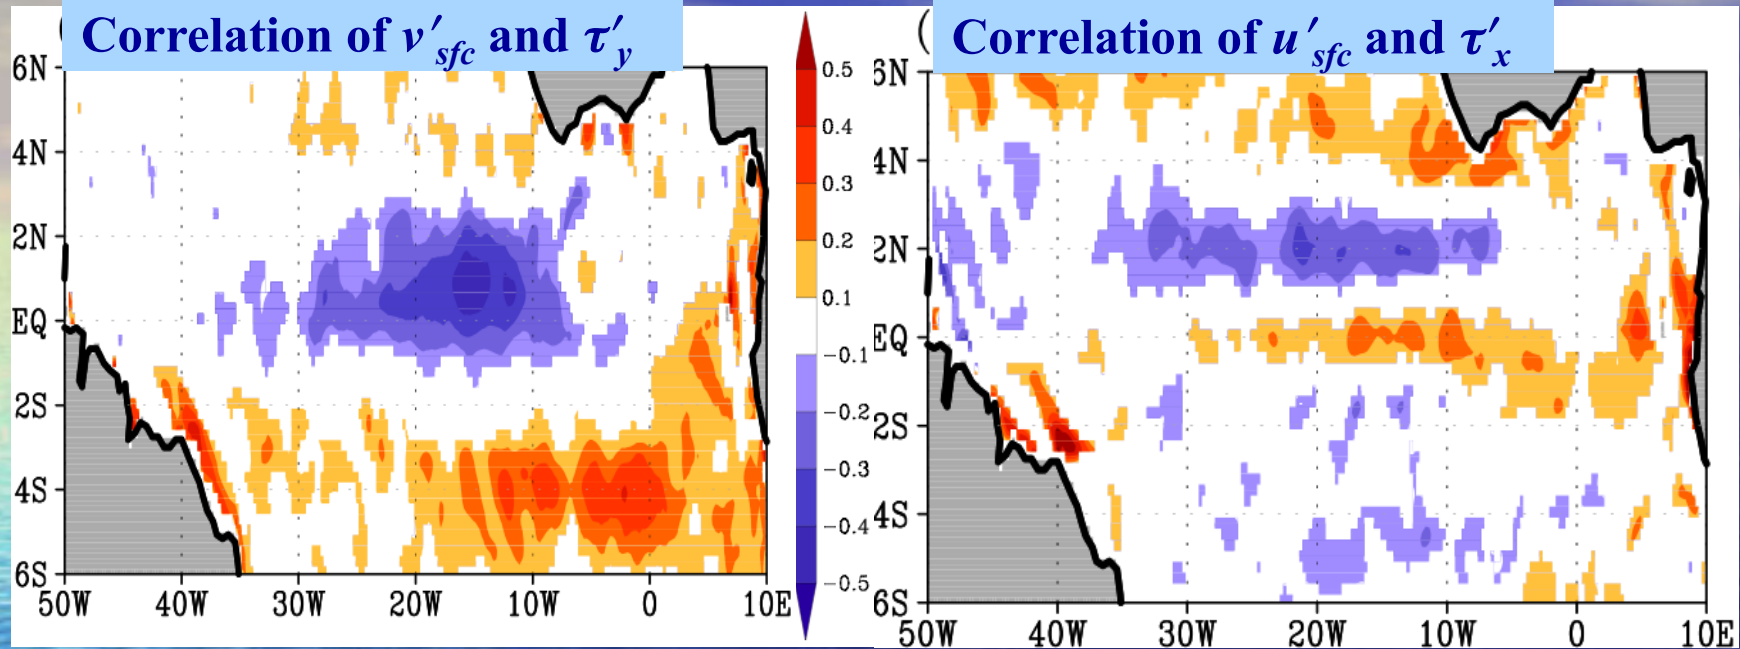 Correlation of v′sfc and τ′y
6N
4N
2N
EQ
2S
4S
6S
50W 40W 30W 20W 10W 0 10E
0.5
0.4
0.3
0.2
0.1
−0.1
−0.2
−0.3
−0.4
−0.5
(
Correlation of u′sfc and τ′x
6N
4N
2N
EQ
2S
4S
6S
50W 40W 30W 20W 10W 0 10E